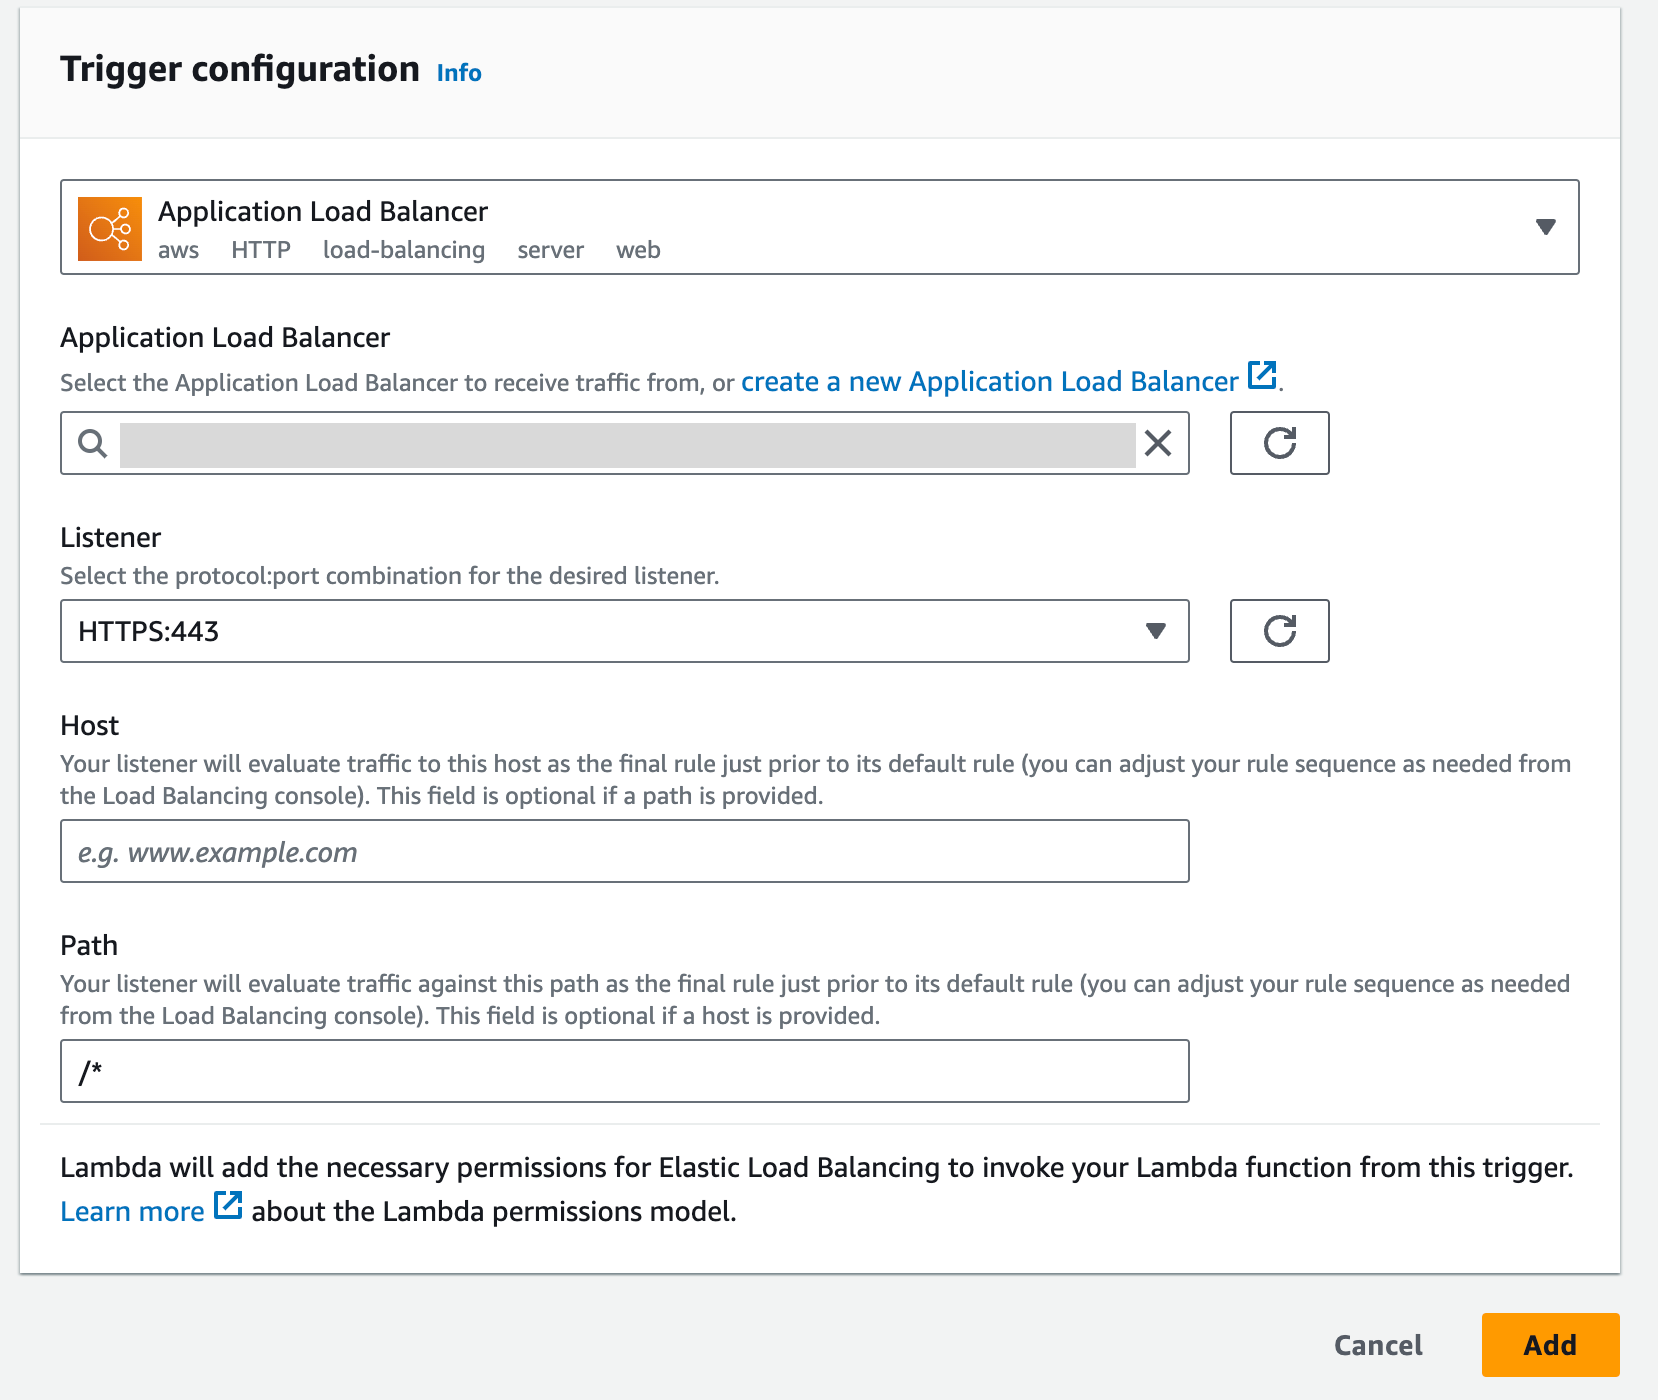 Trigger configuration Info
Application Load Balancer
aws HTTP load-balancing server web
Application Load Balancer
Select the Application Load Balancer to receive traffic from, or create a new Application Load Balancer .
Listener
Select the protocol:port combination for the desired listener.
HTTPS:443
Host
Your listener will evaluate traffic to this host as the final rule just prior to its default rule (you can adjust your rule sequence as needed from
the Load Balancing console). This field is optional if a path is provided.
e.g. www.example.com
Path
Your listener will evaluate traffic against this path as the final rule just prior to its default rule (you can adjust your rule sequence as needed
from the Load Balancing console). This field is optional if a host is provided.
/*
Lambda will add the necessary permissions for Elastic Load Balancing to invoke your Lambda function from this trigger.
Learn more about the Lambda permissions model.
Cancel Add